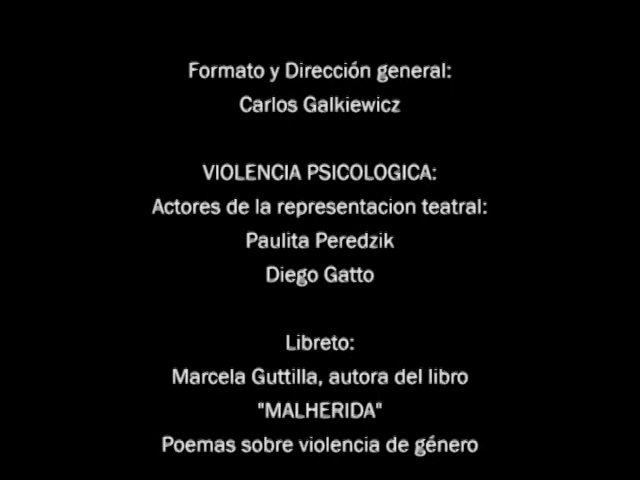 Formato y Dirección general:
Carlos Galkiewicz
VIOLENCIA PSICOLOGICA:
Actores de la representacion teatral:
Paulita Peredzik
Diego Gatto
Libreto:
Marcela Guttilla, autora del libro
"MALHERIDA"
Poemas sobre violencia de género